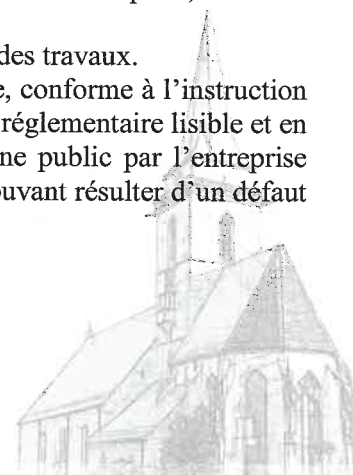 des travaux.
e, conforme à l'instruction
réglementaire lisible et en
ne public par l'entreprise
ouvant résulter d'un défaut